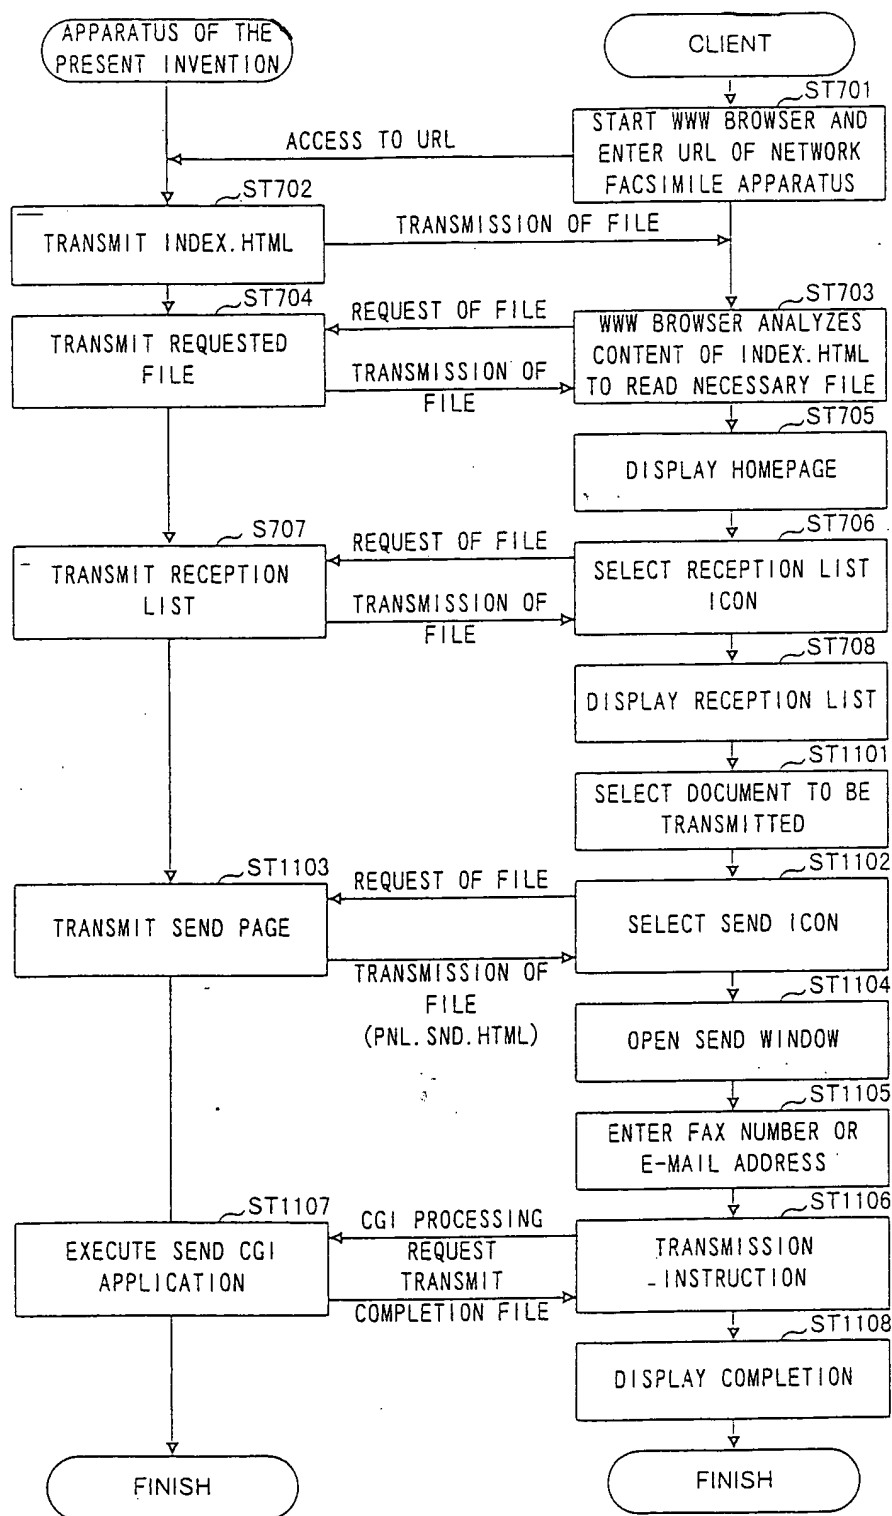 APPARATUS OF THE
PRESENT INVENTION
CLIENT
ST701
START WWW BROWSER AND
ENTER URL OF NETWORK
FACSIMILE APPARATUS
ACCESS TO URL
ST702
TRANSMIT INDEX.HTML
TRANSMISSION OF FILE
ST704
TRANSMIT REQUESTED
FILE
REQUEST OF FILE
TRANSMISSION OF
FILE
ST703
WWW BROWSER ANALYZES
CONTENT OF INDEX.HTML
TO READ NECESSARY FILE
ST705
DISPLAY HOMEPAGE
S707
TRANSMIT RECEPTION
LIST
REQUEST OF FILE
TRANSMISSION OF
FILE
ST706
SELECT RECEPTION LIST
ICON
ST708
DISPLAY RECEPTION LIST
ST1101
SELECT DOCUMENT TO BE
TRANSMITTED
ST1103
TRANSMIT SEND PAGE
REQUEST OF FILE
TRANSMISSION OF
FILE
(PNL.SND.HTML)
ST1102
SELECT SEND ICON
ST1104
OPEN SEND WINDOW
ST1105
ENTER FAX NUMBER OR
E-MAIL ADDRESS
ST1107
EXECUTE SEND CGI
APPLICATION
CGI PROCESSING
REQUEST
TRANSMIT
COMPLETION FILE
ST1106
TRANSMISSION
INSTRUCTION
ST1108
DISPLAY COMPLETION
FINISH
FINISH